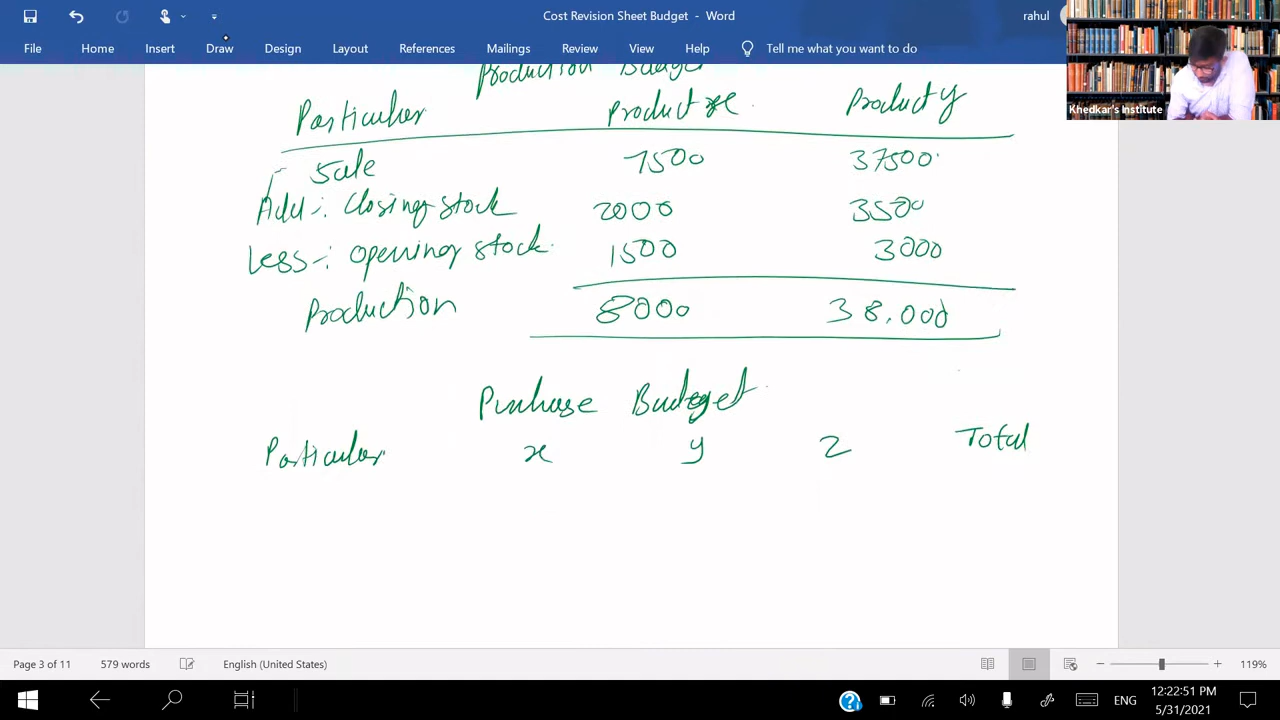 Cost Revision Sheet Budget - Word
rahul
File Home Insert Draw Design Layout References Mailings Review View Help Tell me what you want to do
Khedkar's Institute
Production Budget
Particular Product x Product y
Sale 7500 37500
Add :- Closing stock 2000 3500
Less :- opening stock 1500 3000
Production 8000 38,000
Purchase Budget
Particular x y z Total
Page 3 of 11 579 words English (United States) 119%
ENG
12:22:51 PM
5/31/2021